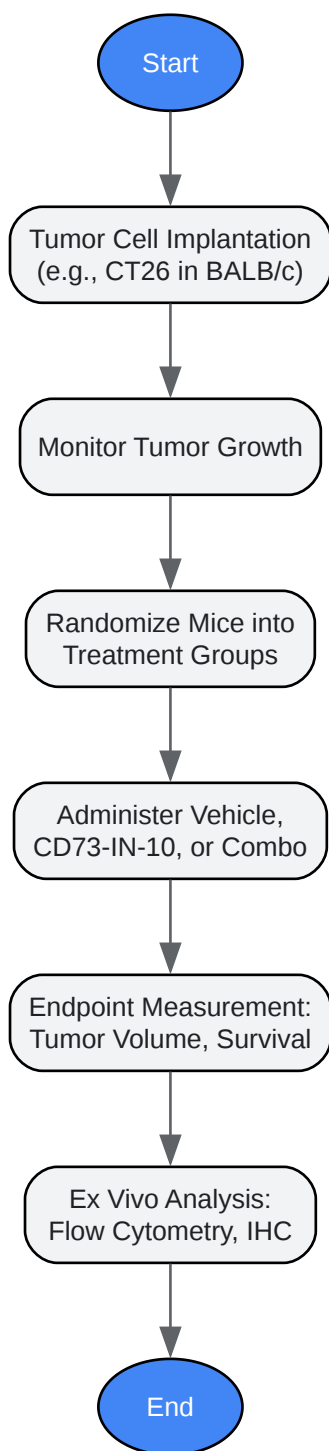 Start
Tumor Cell Implantation
(e.g., CT26 in BALB/c)
Monitor Tumor Growth
Randomize Mice into
Treatment Groups
Administer Vehicle,
CD73-IN-10, or Combo
Endpoint Measurement:
Tumor Volume, Survival
Ex Vivo Analysis:
Flow Cytometry, IHC
End